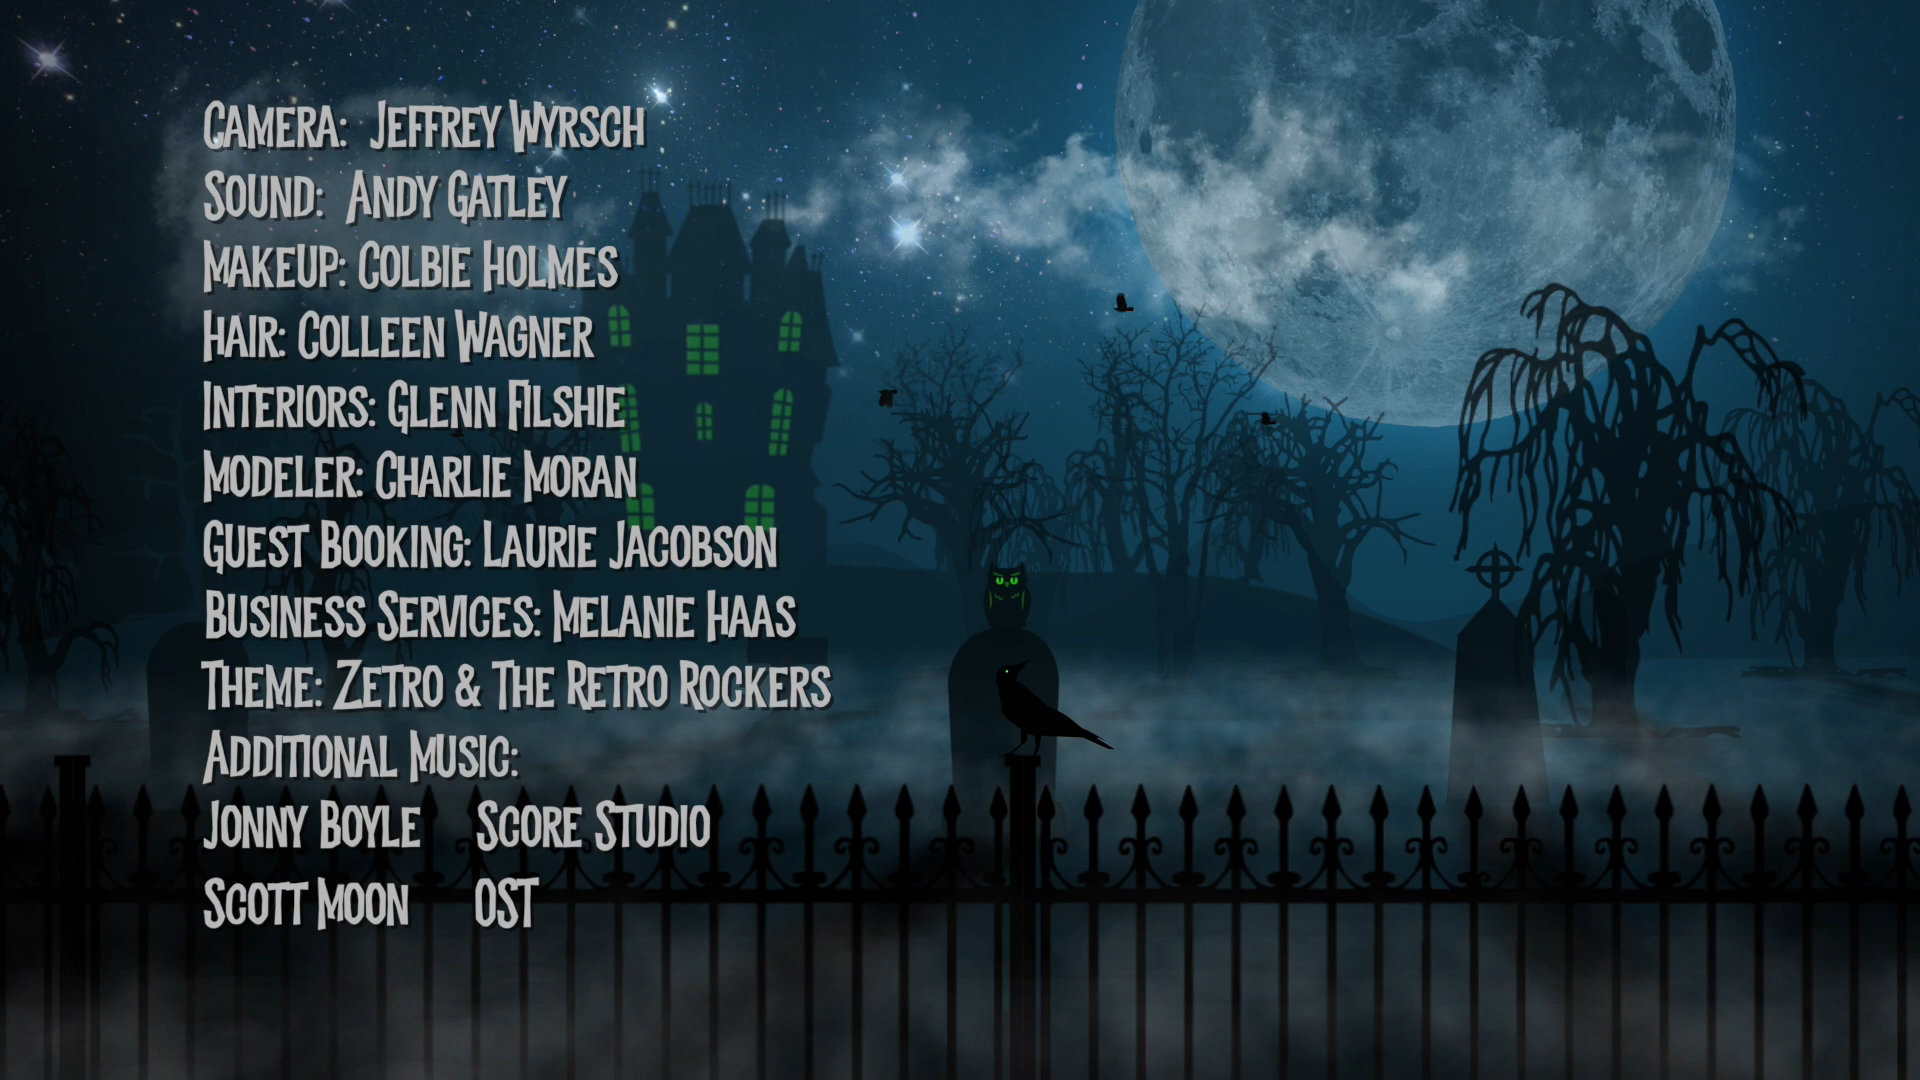 Camera: Jeffrey Wyrsch
Sound: Andy Gatley
Makeup: Colbie Holmes
Hair: Colleen Wagner
Interiors: Glenn Filshie
Modeler: Charlie Moran
Guest Booking: Laurie Jacobson
Business Services: Melanie Haas
Theme: Zetro & The Retro Rockers
Additional Music:
Jonny Boyle Score Studio
Scott Moon OST